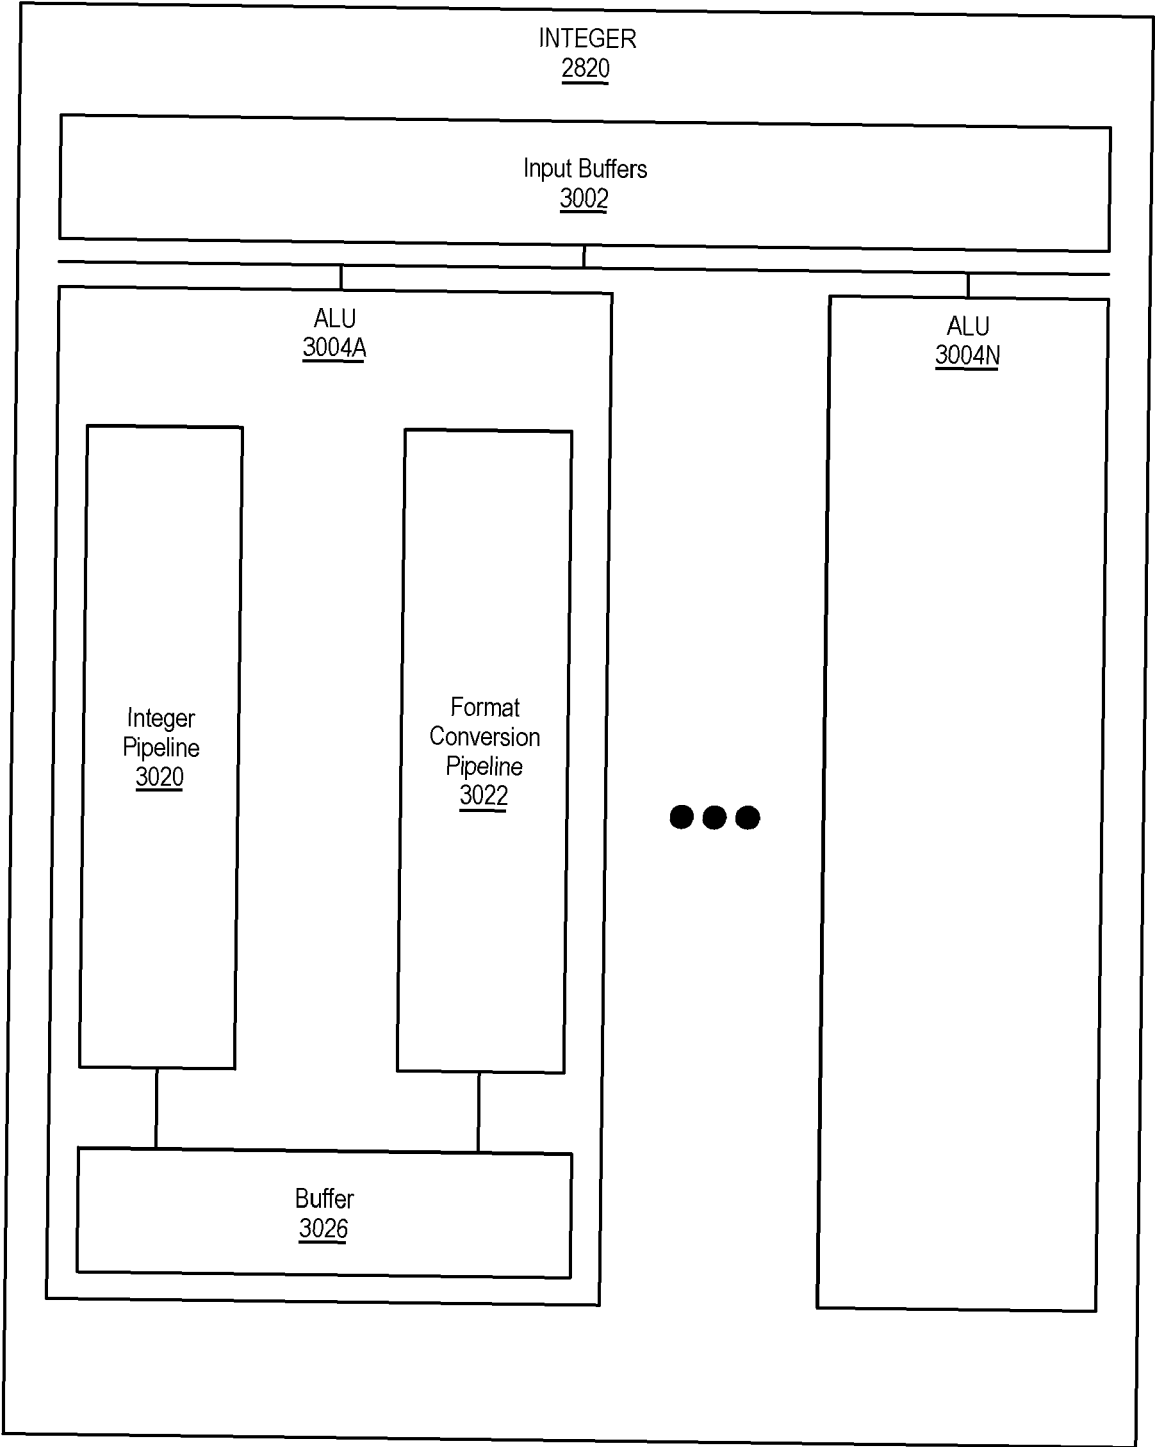 INTEGER
2820
Input Buffers
3002
ALU
3004A
ALU
3004N
Integer
Pipeline
3020
Format
Conversion
Pipeline
3022
Buffer
3026